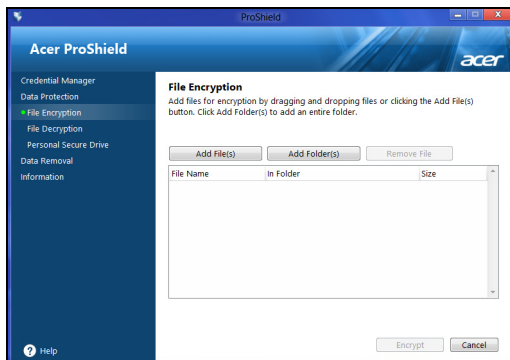 ProShield
Acer ProShield
acer
Credential Manager
Data Protection
File Encryption
File Decryption
Personal Secure Drive
Data Removal
Information
Help
File Encryption
Add files for encryption by dragging and dropping files or clicking the Add File(s)
button. Click Add Folder(s) to add an entire folder.
Add File(s) Add Folder(s) Remove File
File Name In Folder Size
Encrypt Cancel